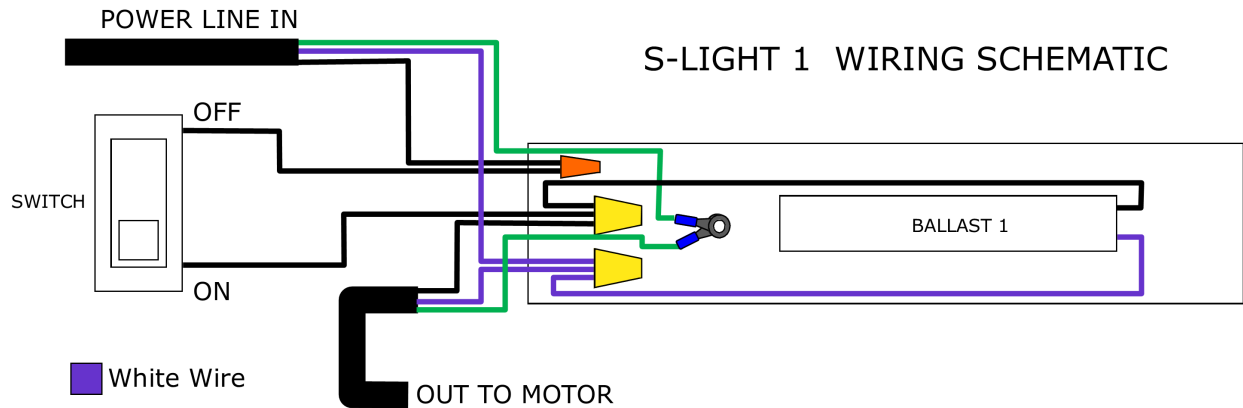 POWER LINE IN
S-LIGHT 1 WIRING SCHEMATIC
OFF
SWITCH
BALLAST 1
ON
White Wire
OUT TO MOTOR